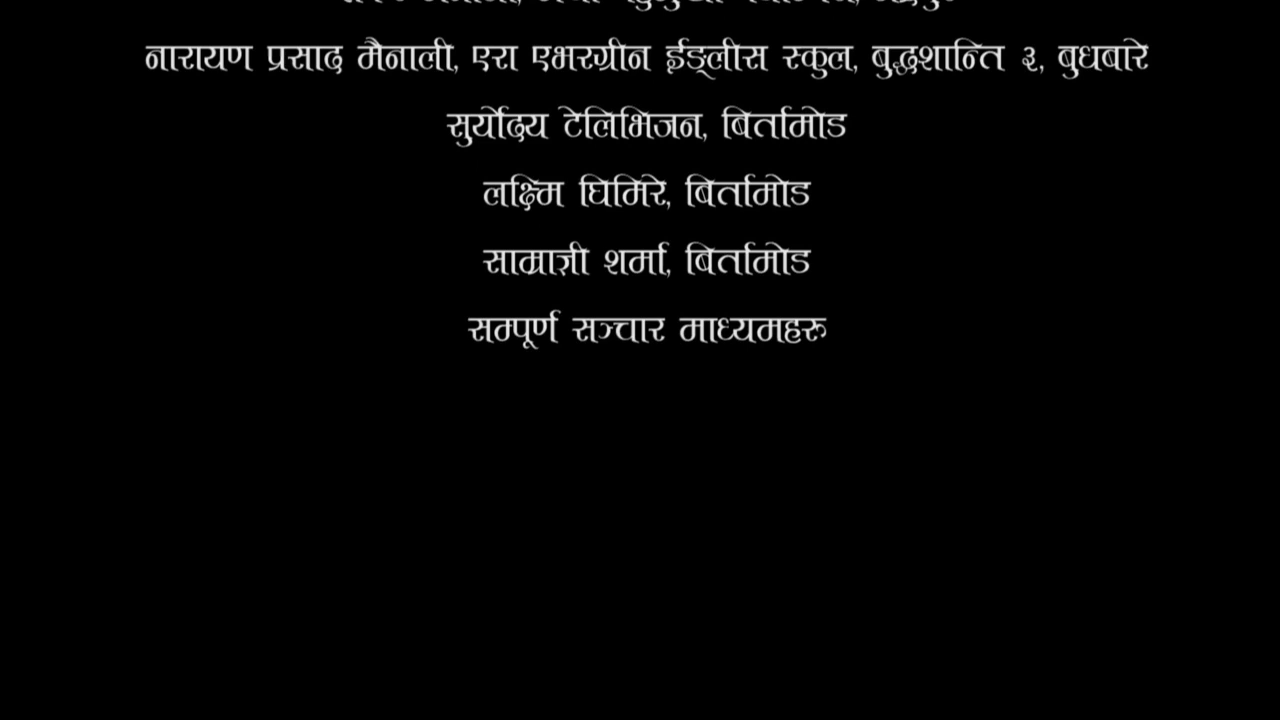 नारायण प्रसाद मैनाली, एरा एभरग्रीन ईङ्लीस स्कुल, बुद्धशान्ति ३, बुधबारे
सुर्योदय टेलिभिजन, बिर्तामोड
लक्ष्मि घिमिरे, बिर्तामोड
साम्राज्ञी शर्मा, बिर्तामोड
सम्पूर्ण सञ्चार माध्यमहरु